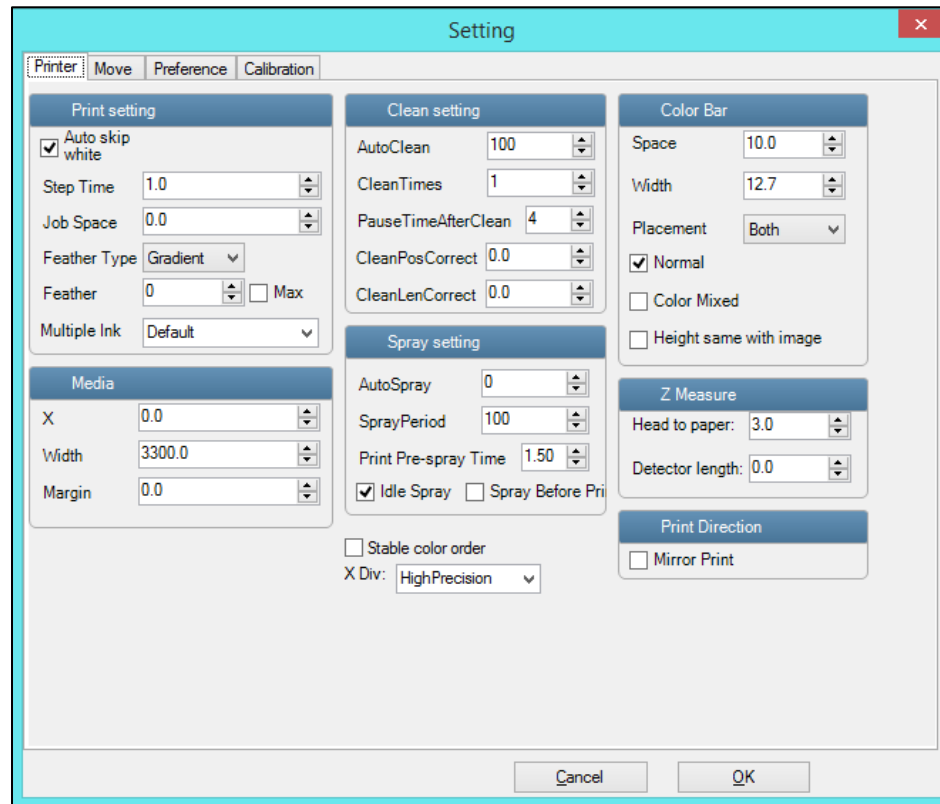 Setting
Printer Move Preference Calibration
Print setting
Auto skip
white
Step Time 1.0
Job Space 0.0
Feather Type Gradient
Feather 0 Max
Multiple Ink Default
Media
X 0.0
Width 3300.0
Margin 0.0
Clean setting
AutoClean 100
CleanTimes 1
PauseTimeAfterClean 4
CleanPosCorrect 0.0
CleanLenCorrect 0.0
Spray setting
AutoSpray 0
SprayPeriod 100
Print Pre-spray Time 1.50
Idle Spray Spray Before Pri
Stable color order
X Div: HighPrecision
Color Bar
Space 10.0
Width 12.7
Placement Both
Normal
Color Mixed
Height same with image
Z Measure
Head to paper: 3.0
Detector length: 0.0
Print Direction
Mirror Print
Cancel OK